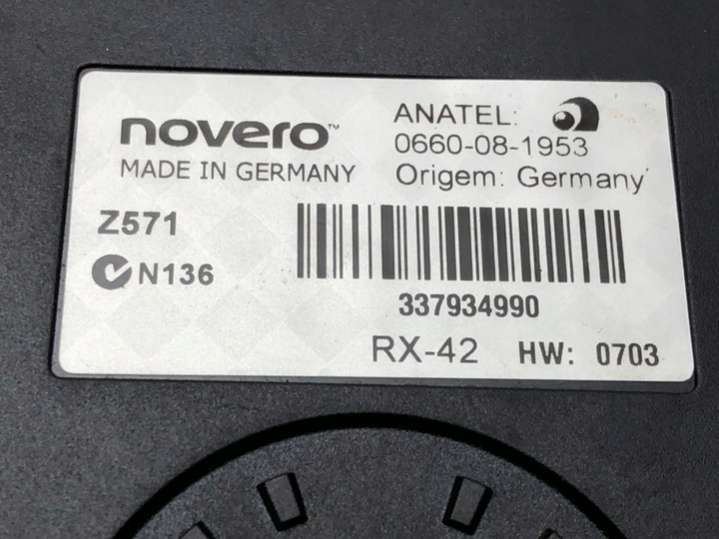 novero™
MADE IN GERMANY
ANATEL:
0660-08-1953
Origem: Germany
Z571
N136
337934990
RX-42 HW: 0703